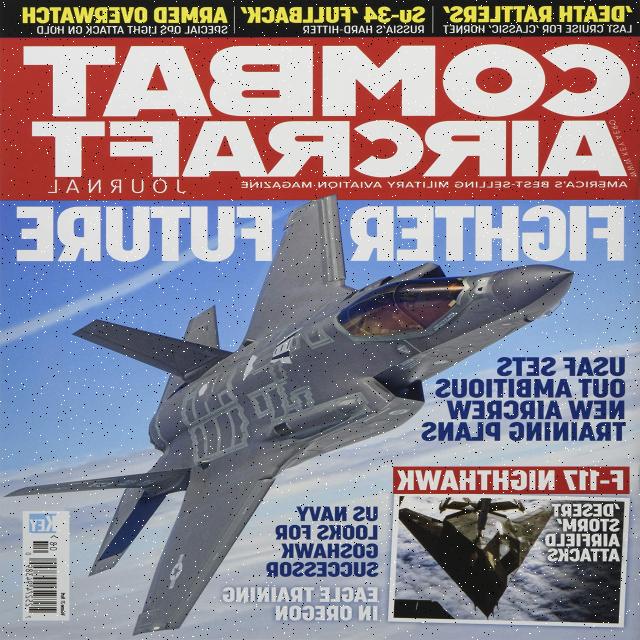 'DEATH RATTLERS'
LAST CRUISE FOR 'CLASSIC' HORNET
Su-34 'FULLBACK'
RUSSIA'S HARD-HITTER
ARMED OVERWATCH
SPECIAL OPS LIGHT ATTACK ON HOLD
COMBAT
AIRCRAFT
AMERICA'S BEST-SELLING MILITARY AVIATION MAGAZINE
JOURNAL
FIGHTER FUTURE
USAF SETS
OUT AMBITIOUS
NEW AIRCREW
TRAINING PLANS
F-117 NIGHTHAWK
'DESERT
STORM'
AIRFIELD
ATTACKS
US NAVY
LOOKS FOR
GOSHAWK
SUCCESSOR
EAGLE TRAINING
IN OREGON
KEY